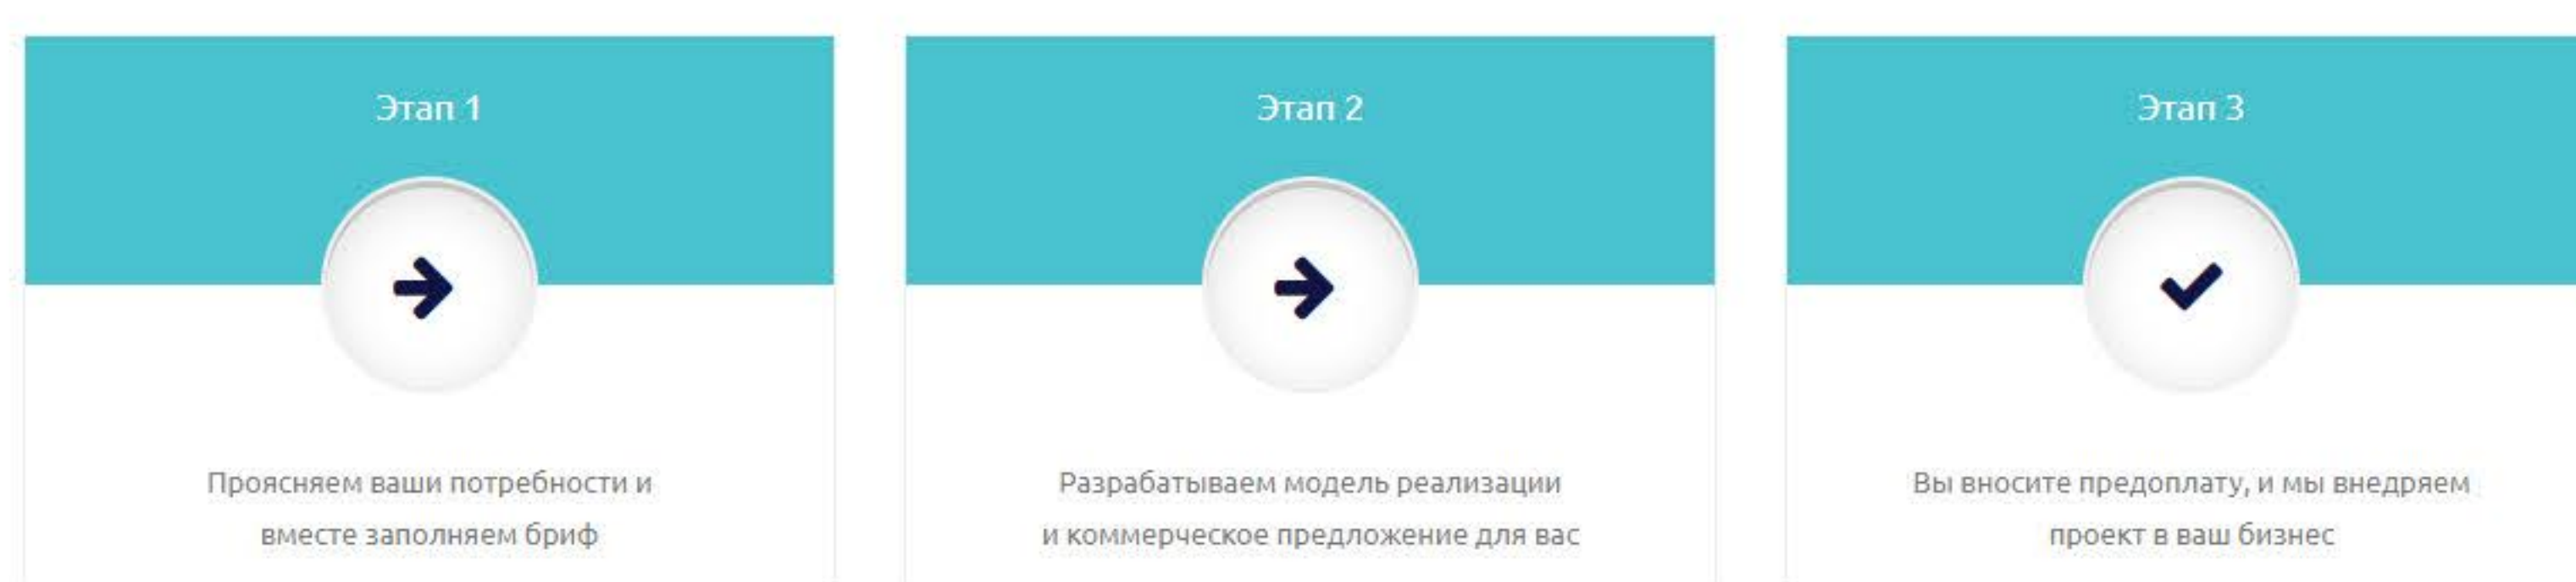 Этап 1
Проясняем ваши потребности и
вместе заполняем бриф
Этап 2
Разрабатываем модель реализации
и коммерческое предложение для вас
Этап 3
Вы вносите предоплату, и мы внедряем
проект в ваш бизнес